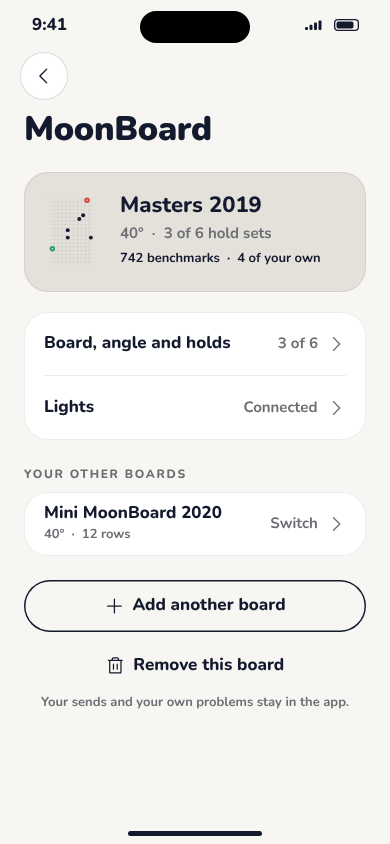 9:41
MoonBoard
Masters 2019
40° · 3 of 6 hold sets
742 benchmarks · 4 of your own
Board, angle and holds 3 of 6
Lights Connected
YOUR OTHER BOARDS
Mini MoonBoard 2020
40° · 12 rows
Switch
Add another board
Remove this board
Your sends and your own problems stay in the app.